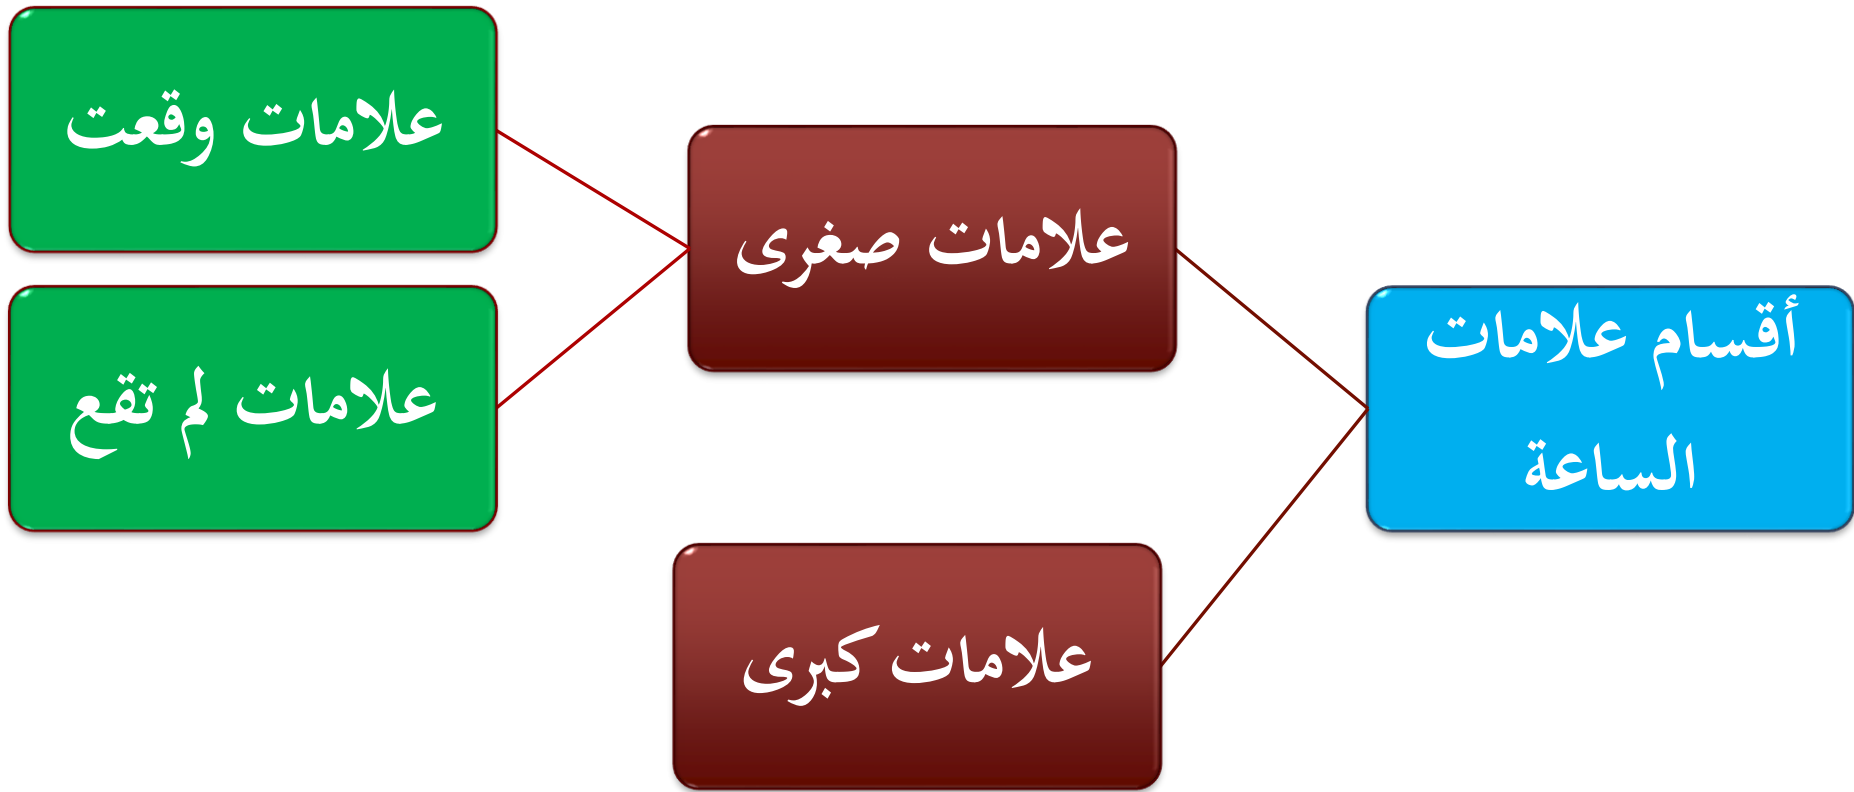 أقسام علامات
الساعة
علامات صغرى
علامات وقعت
علامات لم تقع
علامات كبرى